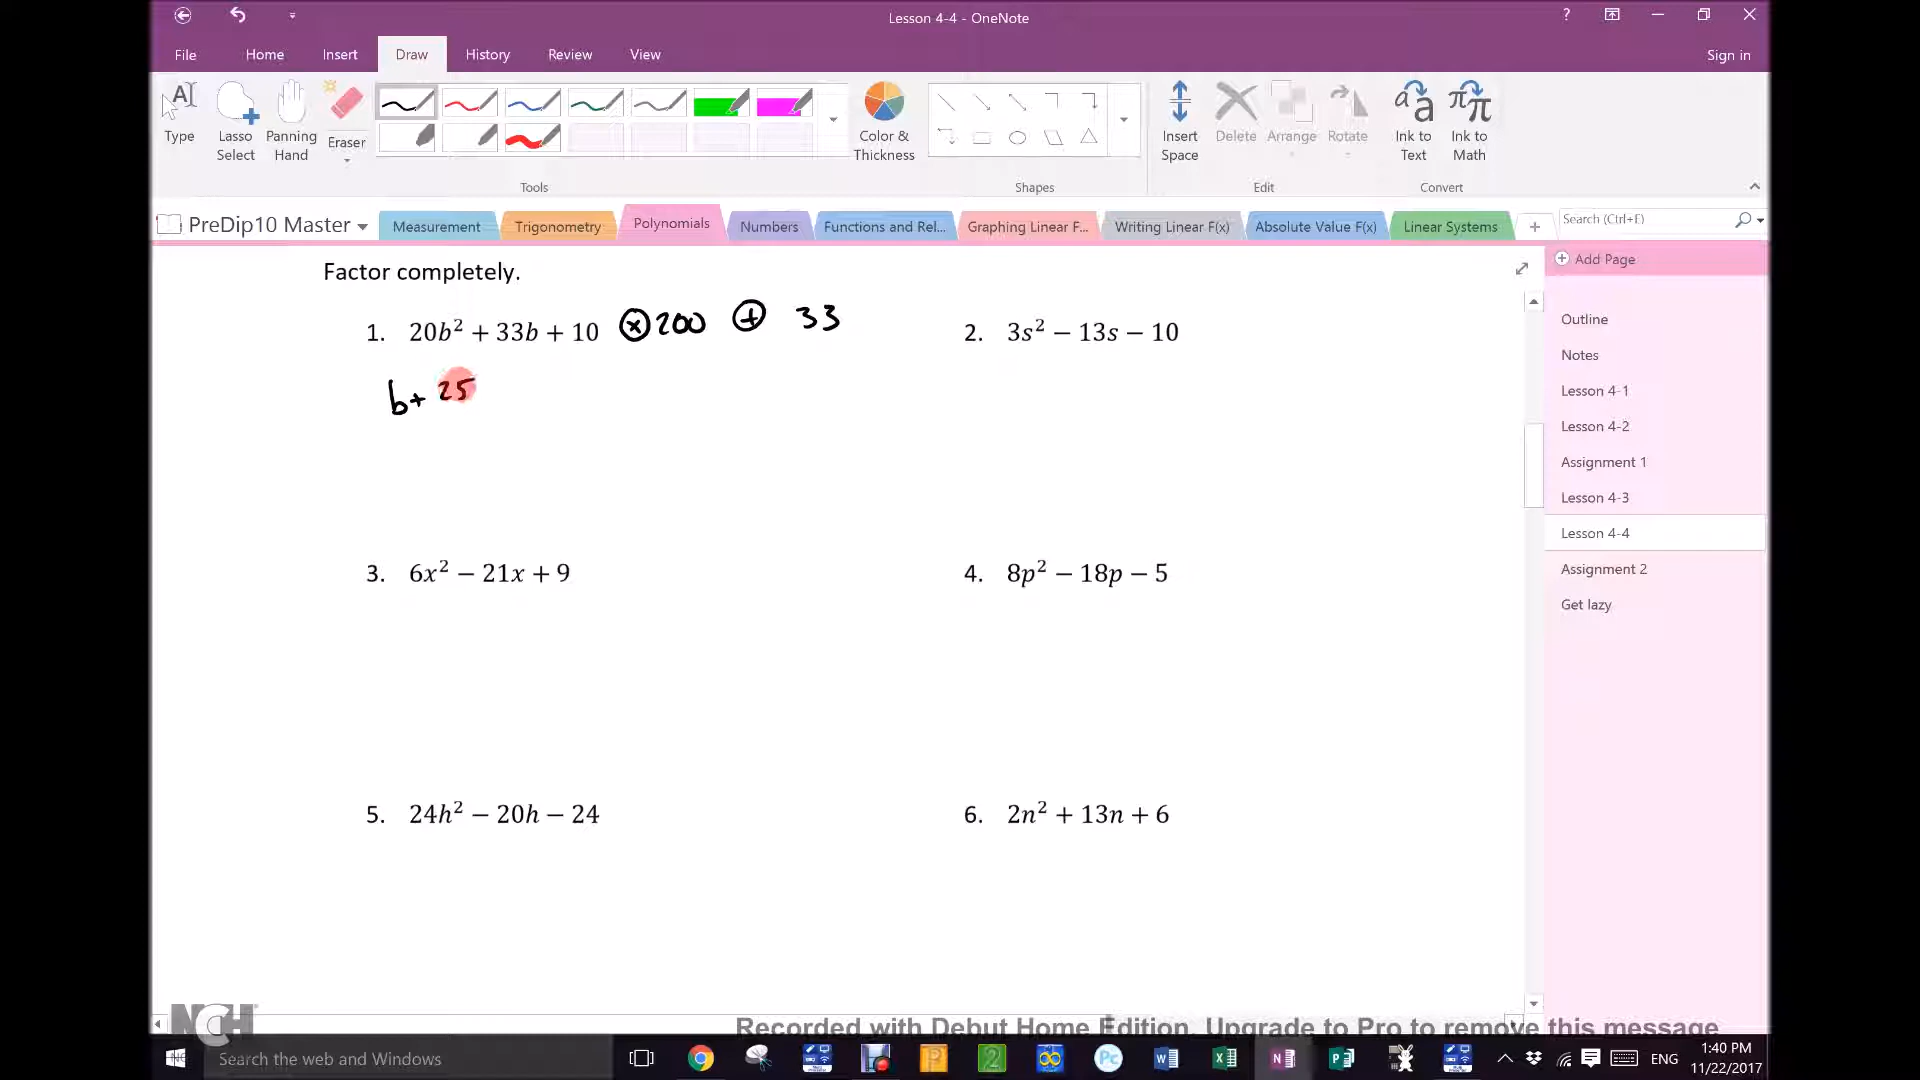 Lesson 4-4 - OneNote
?
File Home Insert Draw History Review View Sign in
Type
Lasso Select
Panning Hand
Eraser
Color & Thickness
Insert Space
Delete
Arrange
Rotate
Ink to Text
Ink to Math
Tools Shapes Edit Convert
PreDip10 Master Measurement Trigonometry Polynomials Numbers Functions and Rel... Graphing Linear F... Writing Linear F(x) Absolute Value F(x) Linear Systems + Search (Ctrl+E)
Add Page
Outline
Notes
Lesson 4-1
Lesson 4-2
Assignment 1
Lesson 4-3
Lesson 4-4
Assignment 2
Get lazy
Factor completely.
1. 20b² + 33b + 10 ⊗ 200 ⊕ 33
b+ 25
2. 3s² − 13s − 10
3. 6x² − 21x + 9
4. 8p² − 18p − 5
5. 24h² − 20h − 24
6. 2n² + 13n + 6
NCH
Recorded with Debut Home Edition. Upgrade to Pro to remove this message
Search the web and Windows
ENG
1:40 PM
11/22/2017